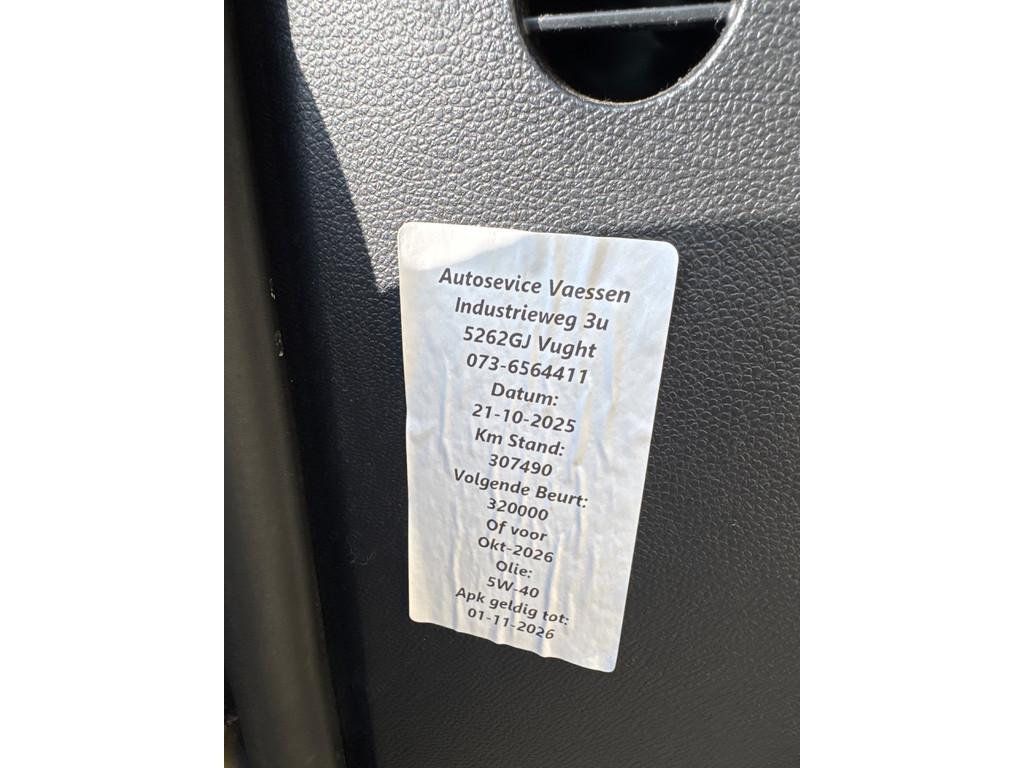 Autosevice Vaessen
Industrieweg 3u
5262GJ Vught
073-6564411
Datum:
21-10-2025
Km Stand:
307490
Volgende Beurt:
320000
Of voor
Okt-2026
Olie:
5W-40
Apk geldig tot:
01-11-2026